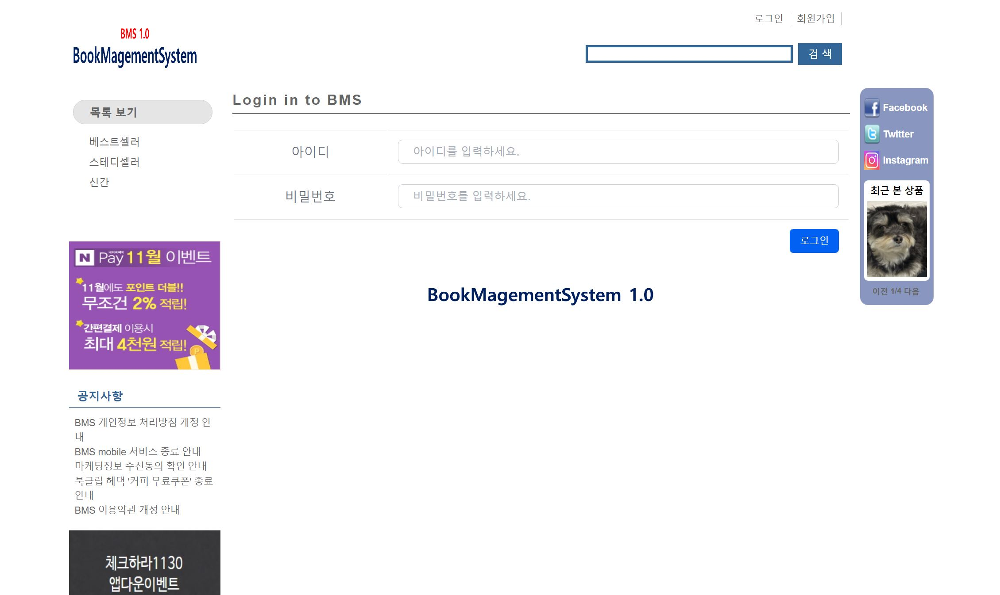 로그인
회원가입
BMS 1.0
BookMagementSystem
검 색
목록 보기
베스트셀러
스테디셀러
신간
N Pay 11월 이벤트
네이버페이
11월에도 포인트 더블!!
무조건 2% 적립!
간편결제 이용시
최대 4천원 적립!
P
공지사항
BMS 개인정보 처리방침 개정 안
내
BMS mobile 서비스 종료 안내
마케팅정보 수신동의 확인 안내
북클럽 혜택 '커피 무료쿠폰' 종료
안내
BMS 이용약관 개정 안내
체크하라1130
앱다운이벤트
Login in to BMS
아이디
아이디를 입력하세요.
비밀번호
비밀번호를 입력하세요.
로그인
BookMagementSystem 1.0
Facebook
Twitter
Instagram
최근 본 상품
이전 1/4 다음